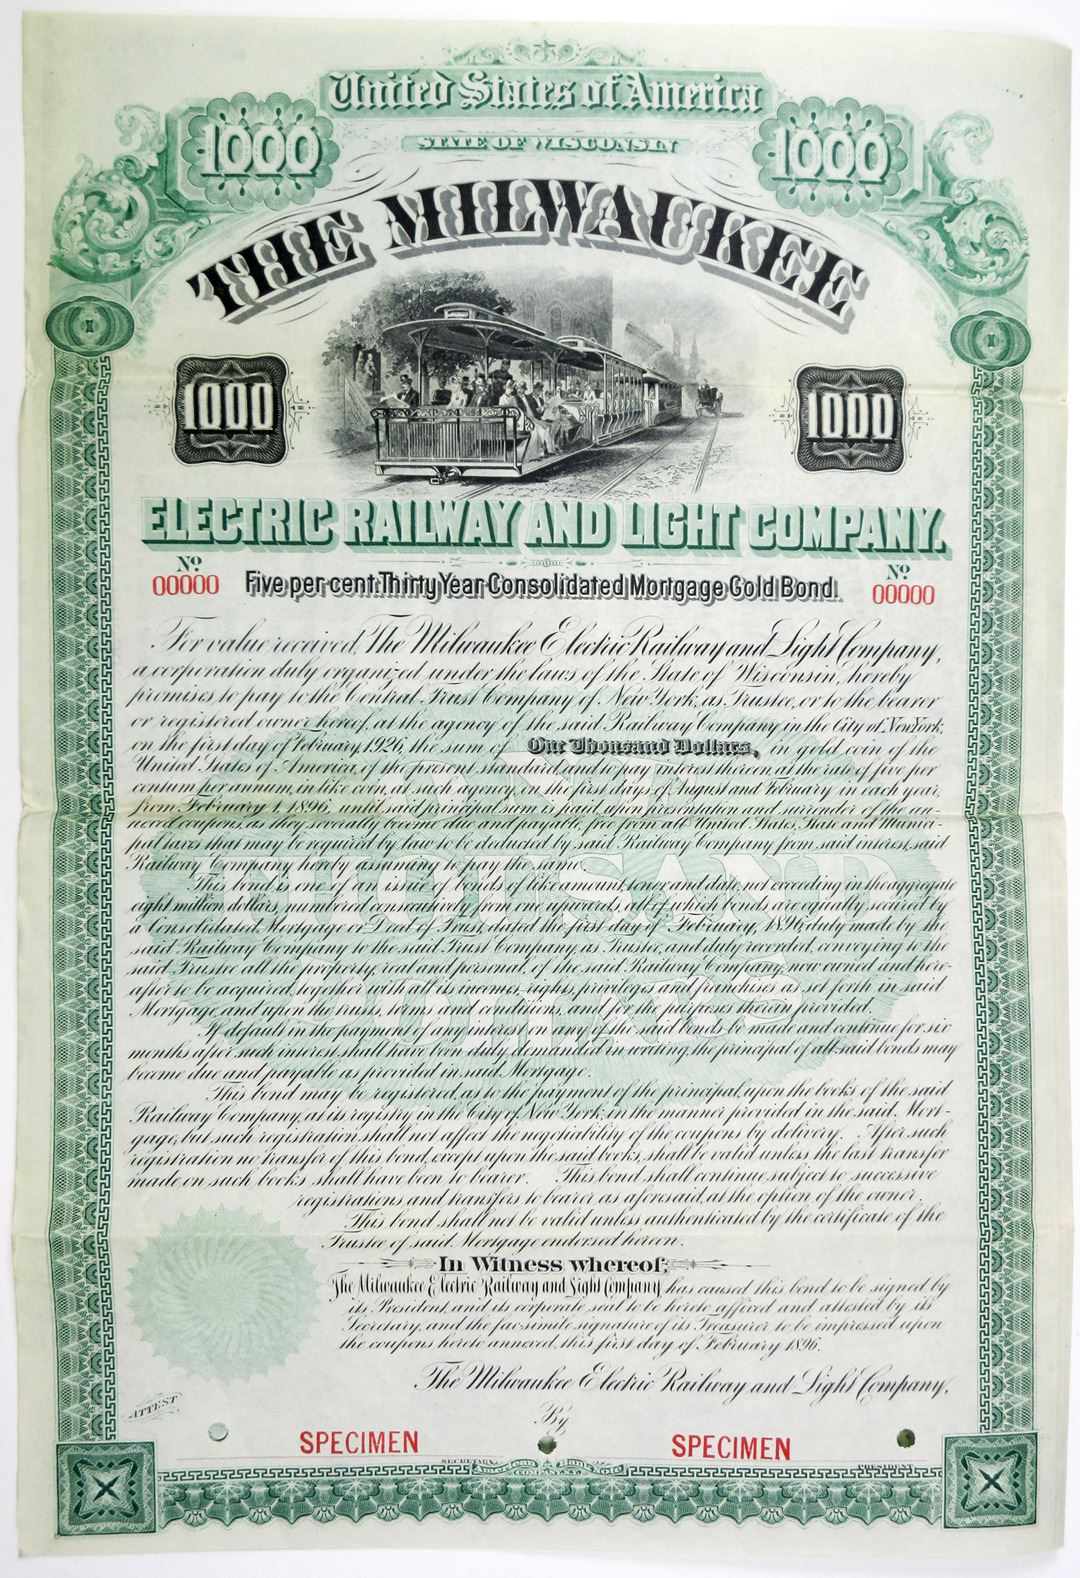 United States of America
1000 1000
STATE OF WISCONSIN
THE MILWAUKEE
1000 1000
ELECTRIC RAILWAY AND LIGHT COMPANY.
No. No.
00000 Five per cent. Thirty Year Consolidated Mortgage Gold Bond. 00000
For value received, The Milwaukee Electric Railway and Light Company,
a corporation duly organized under the laws of the State of Wisconsin, hereby
promises to pay to the Central Trust Company of New York, as Trustee, or to the bearer
or registered owner hereof, at the agency of the said Railway Company in the City of New York,
on the first day of February, 1926, the sum of One Thousand Dollars, in gold coin of the
United States of America, of the present standard, and to pay interest thereon, at the rate of five per
centum per annum, in like coin, at such agency, on the first days of August and February in each year,
from February 1, 1896, until said principal sum is paid, upon presentation and surrender of the an-
nexed coupons, as they severally become due and payable, free from all United States, State and Munici-
pal taxes that may be required by law to be deducted by said Railway Company from said interest, said
Railway Company hereby assuming to pay the same.
This bond is one of an issue of bonds of like amount, tenor and date, not exceeding in the aggregate
eight million dollars, numbered consecutively from one upwards, all of which bonds are equally secured by
a Consolidated Mortgage or Deed of Trust, dated the first day of February, 1896, duly made by the
said Railway Company to the said Trust Company, as Trustee, and duly recorded, conveying to the
said Trustee all the property, real and personal, of the said Railway Company, now owned and here-
after to be acquired, together with all its incomes, rights, privileges and franchises as set forth in said
Mortgage, and upon the trusts, terms and conditions, and for the purposes therein provided.
If default in the payment of any interest on any of the said bonds be made and continue for six
months after such interest shall have been duly demanded in writing, the principal of all said bonds may
become due and payable as provided in said Mortgage.
This bond may be registered, as to the payment of the principal, upon the books of the said
Railway Company, at its registry in the City of New York, in the manner provided in the said Mort-
gage, but such registration shall not affect the negotiability of the coupons by delivery. After such
registration no transfer of this bond, except upon the said books, shall be valid unless the last transfer
made on such books shall have been to bearer. This bond shall continue subject to successive
registrations and transfers to bearer as aforesaid, at the option of the owner.
This bond shall not be valid unless authenticated by the certificate of the
Trustee of said Mortgage endorsed hereon.
In Witness whereof,
The Milwaukee Electric Railway and Light Company has caused this bond to be signed by
its President, and its corporate seal to be hereto affixed and attested by its
Secretary, and the facsimile signature of its Treasurer to be impressed upon
the coupons hereto annexed, this first day of February 1896.
The Milwaukee Electric Railway and Light Company,
ATTEST
By
SPECIMEN SPECIMEN
SECRETARY PRESIDENT
American Bank Note
COMPANY
THOUSAND